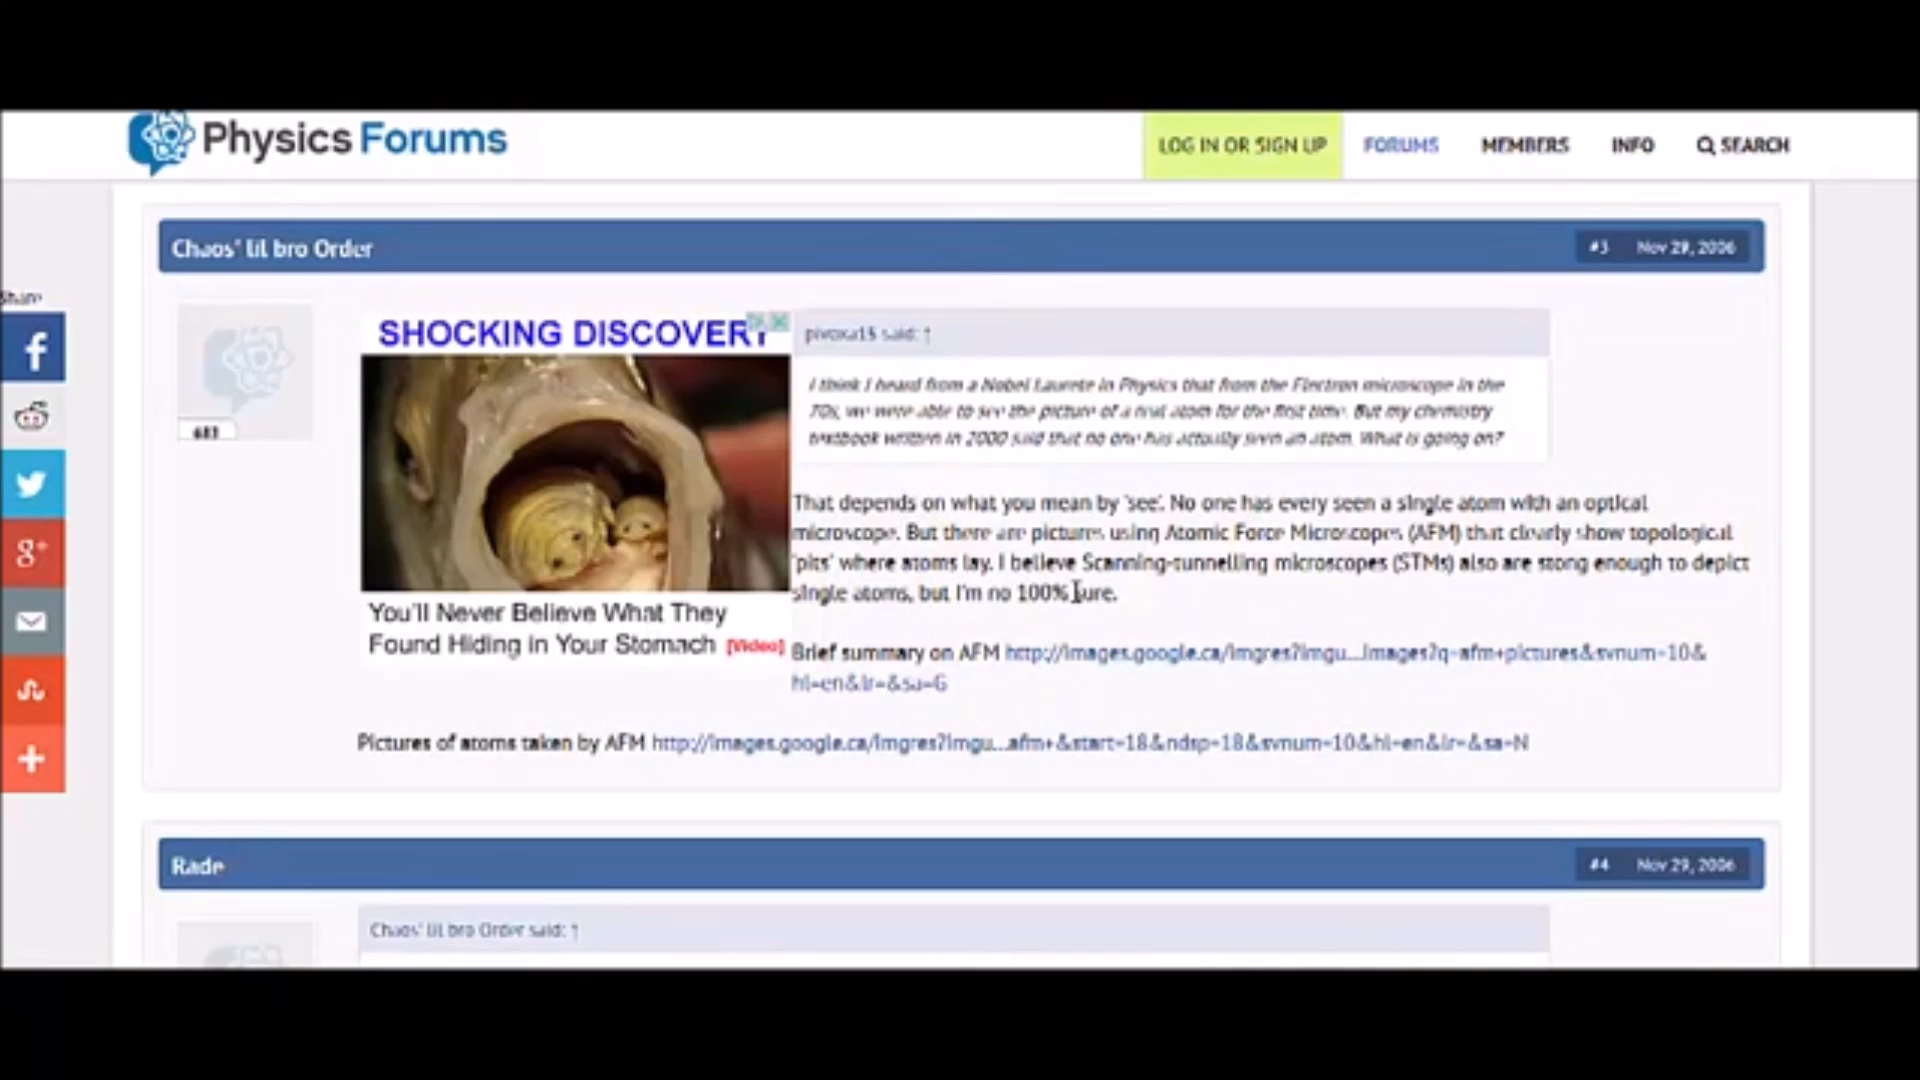 Physics Forums
LOG IN OR SIGN UP FORUMS MEMBERS INFO SEARCH
Share
Chaos' lil bro Order
#3 Nov 29, 2006
683
SHOCKING DISCOVERY
You'll Never Believe What They
Found Hiding in Your Stomach [Video]
pivoxa15 said: ↑
I think I heard from a Nobel Laurete in Physics that from the Electron microscope in the
70s, we were able to see the picture of a real atom for the first time. But my chemistry
textbook written in 2000 said that no one has actually seen an atom. What is going on?
That depends on what you mean by 'see'. No one has every seen a single atom with an optical
microscope. But there are pictures using Atomic Force Microscopes (AFM) that clearly show topological
'pits' where atoms lay. I believe Scanning-tunnelling microscopes (STMs) also are stong enough to depict
single atoms, but I'm no 100% sure.
Brief summary on AFM http://images.google.ca/imgres?imgu...images?q=afm+pictures&svnum=10&
hl=en&lr=&sa=G
Pictures of atoms taken by AFM http://images.google.ca/imgres?imgu...afm+&start=18&ndsp=18&svnum=10&hl=en&lr=&sa=N
Rade
#4 Nov 29, 2006
Chaos' lil bro Order said: ↑